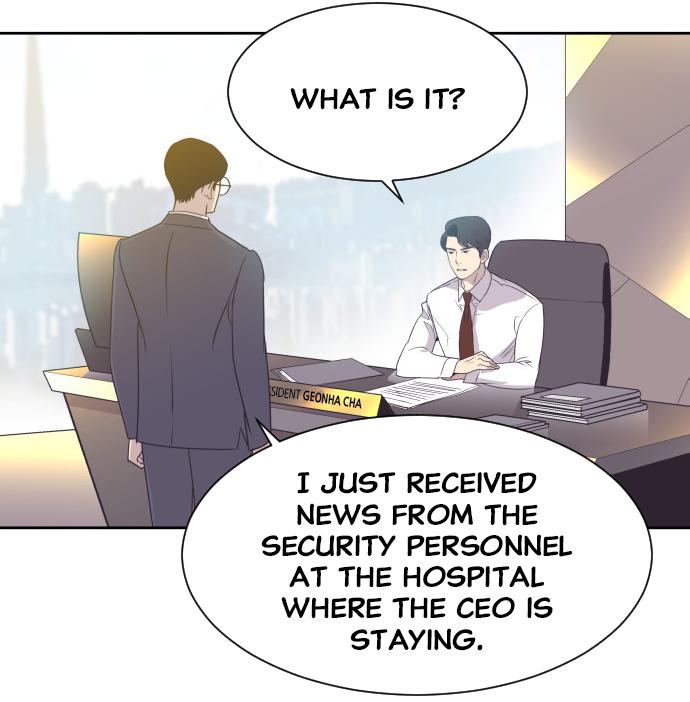 WHAT IS IT?
GEONHA CHA
I JUST RECEIVED
NEWS FROM THE
SECURITY PERSONNEL
AT THE HOSPITAL
WHERE THE CEO IS
STAYING.